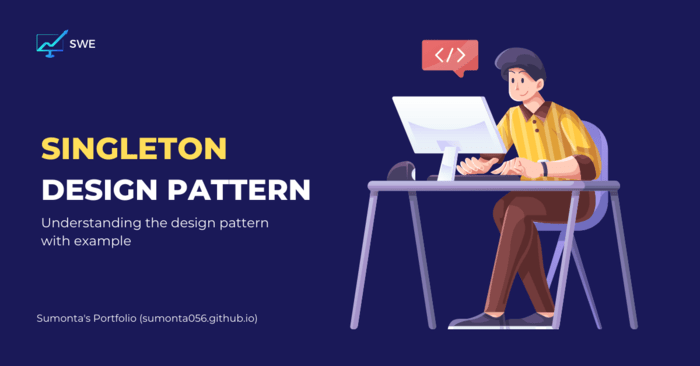 SWE
</>
SINGLETON
DESIGN PATTERN
Understanding the design pattern
with example
Sumonta's Portfolio (sumonta056.github.io)